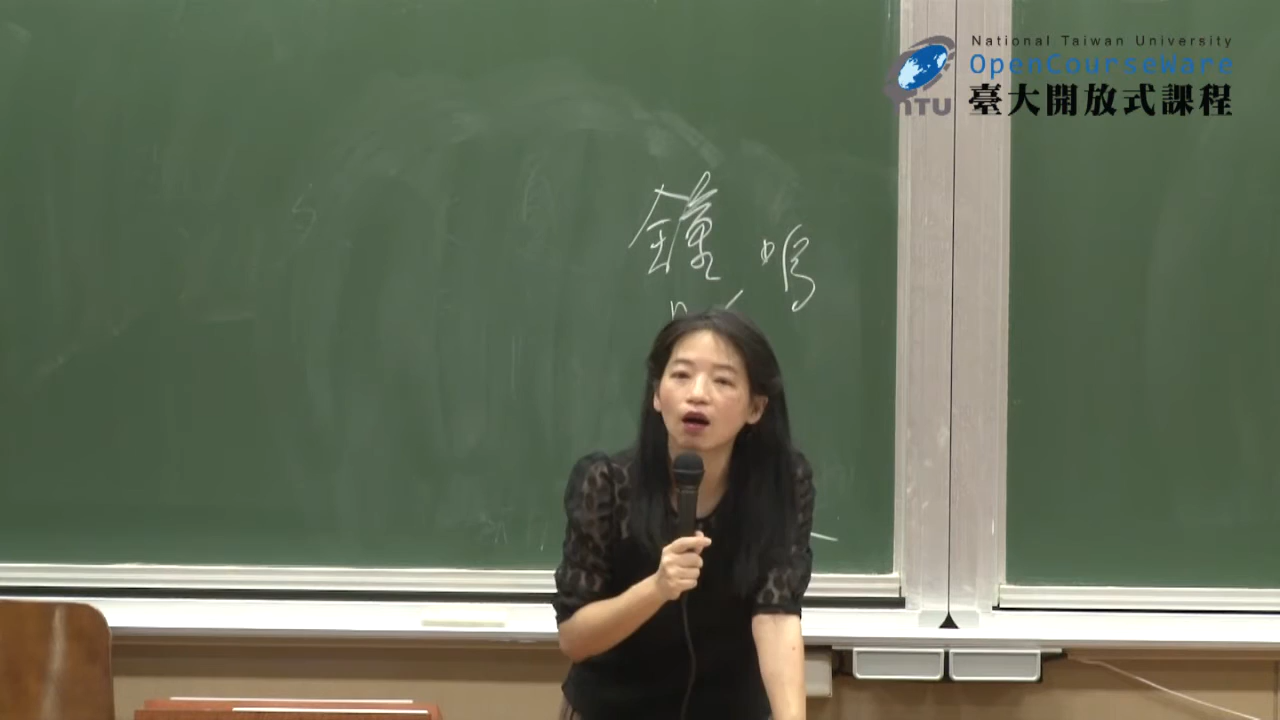 National Taiwan University
OpenCourseWare
臺大開放式課程
NTU
鐘 鳴